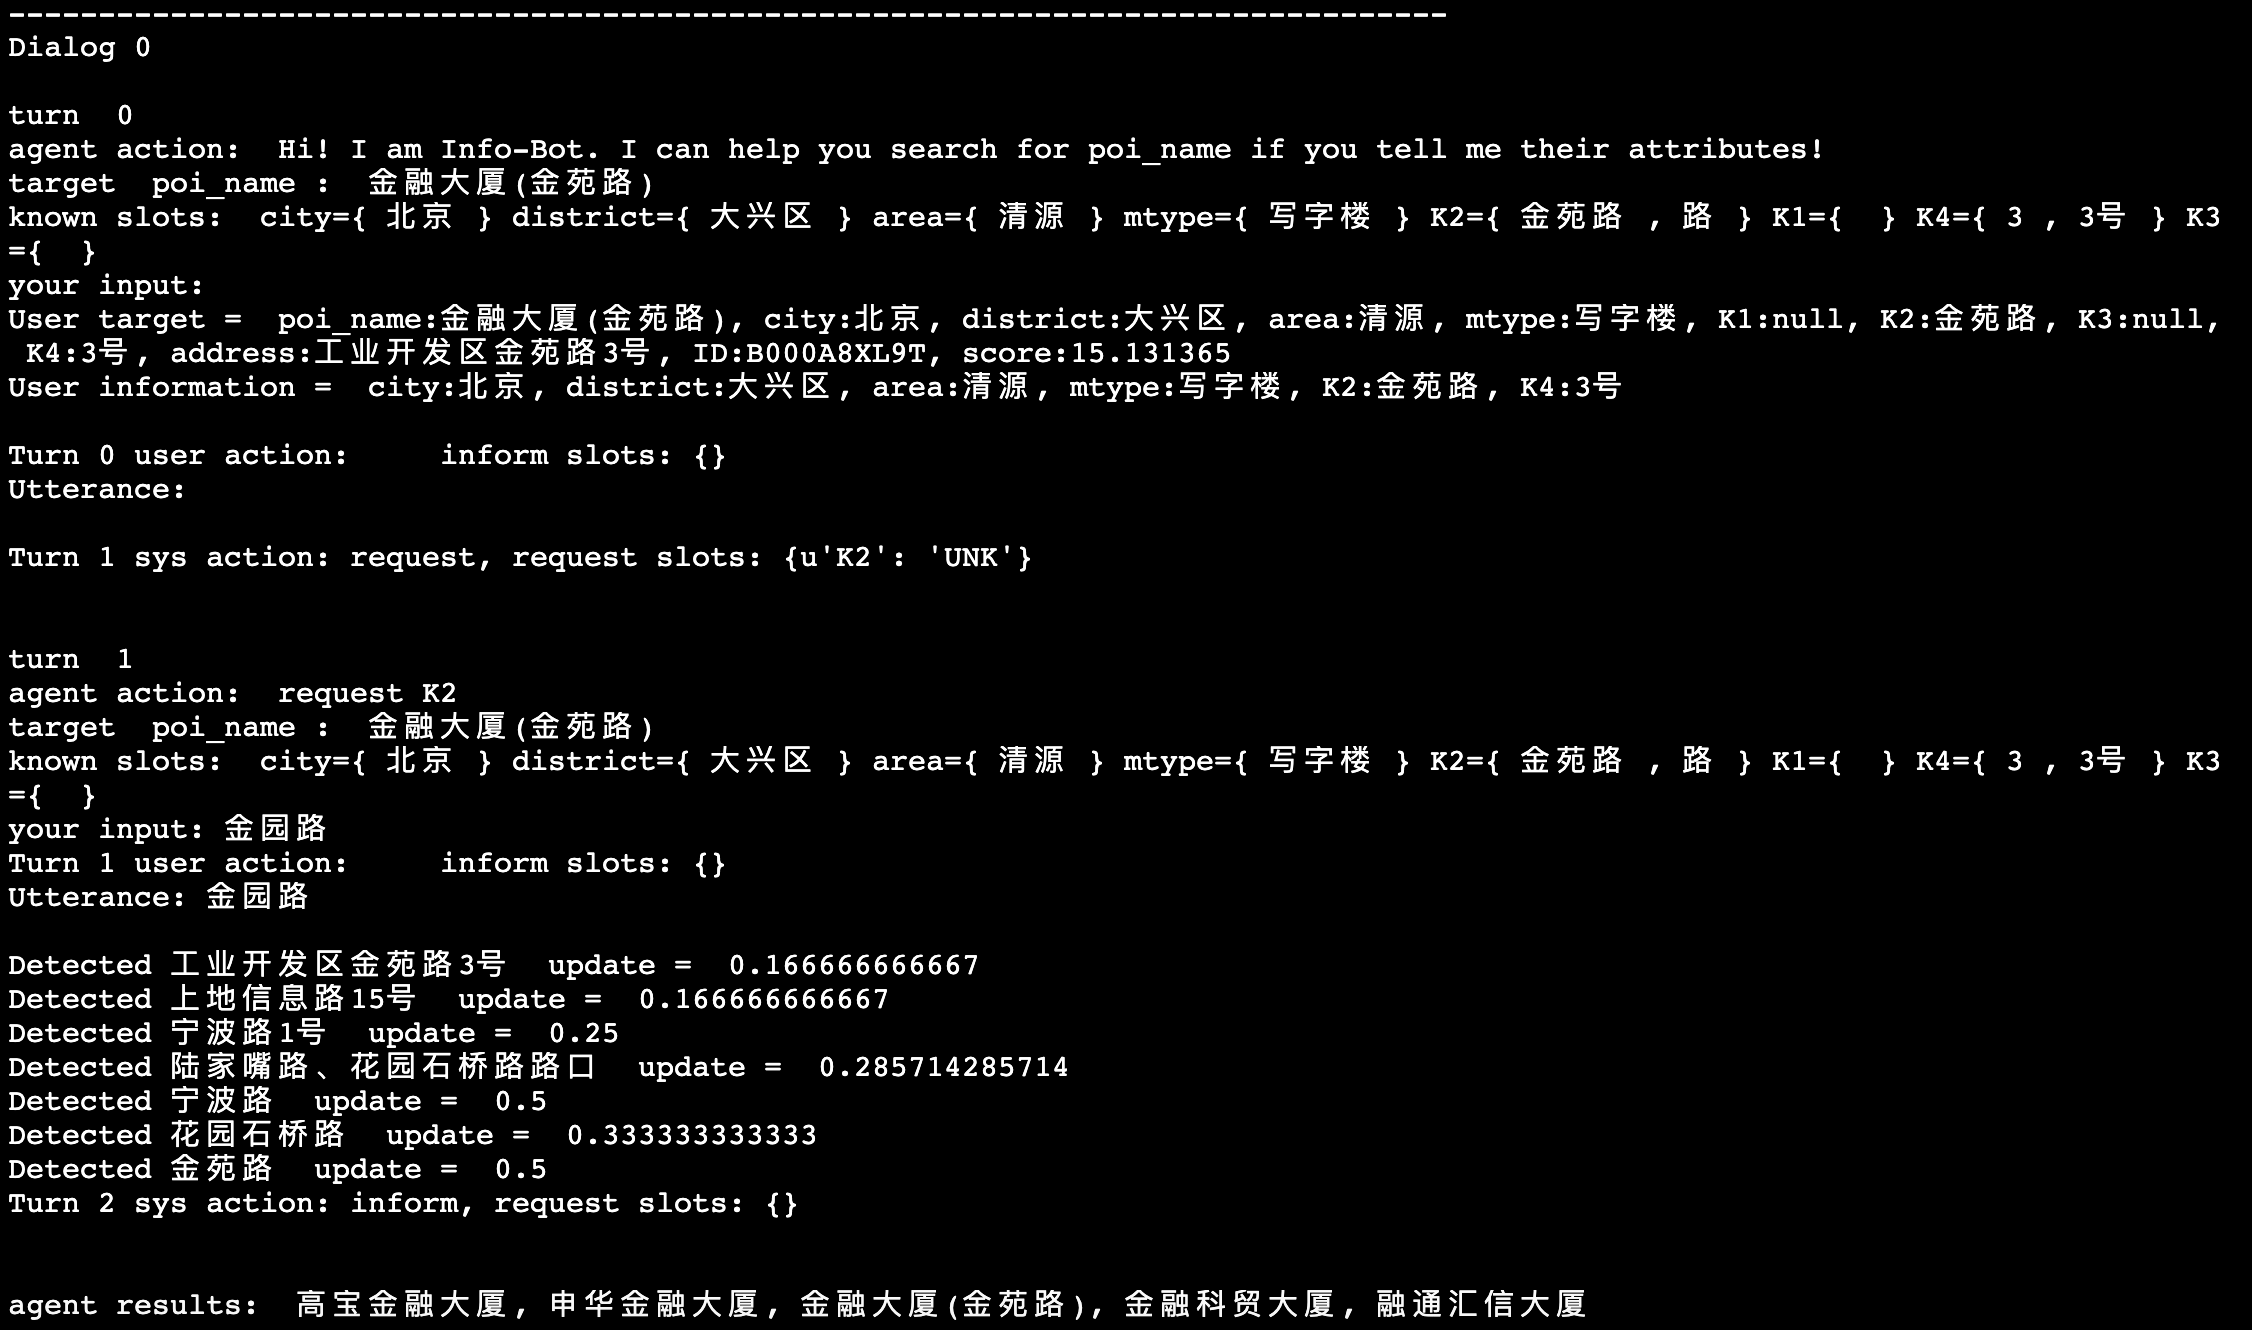 --------------------------------------------------------------------------------
Dialog 0
turn  0
agent action:  Hi! I am Info-Bot. I can help you search for poi_name if you tell me their attributes!
target  poi_name :  金融大厦(金苑路)
known slots:  city={ 北京 } district={ 大兴区 } area={ 清源 } mtype={ 写字楼 } K2={ 金苑路 , 路 } K1={  } K4={ 3 , 3号 } K3
={  }
your input:
User target =  poi_name:金融大厦(金苑路), city:北京, district:大兴区, area:清源, mtype:写字楼, K1:null, K2:金苑路, K3:null,
 K4:3号, address:工业开发区金苑路3号, ID:B000A8XL9T, score:15.131365
User information =  city:北京, district:大兴区, area:清源, mtype:写字楼, K2:金苑路, K4:3号
Turn 0 user action:     inform slots: {}
Utterance:
Turn 1 sys action: request, request slots: {u'K2': 'UNK'}
turn  1
agent action:  request K2
target  poi_name :  金融大厦(金苑路)
known slots:  city={ 北京 } district={ 大兴区 } area={ 清源 } mtype={ 写字楼 } K2={ 金苑路 , 路 } K1={  } K4={ 3 , 3号 } K3
={  }
your input: 金园路
Turn 1 user action:     inform slots: {}
Utterance: 金园路
Detected 工业开发区金苑路3号  update =  0.166666666667
Detected 上地信息路15号  update =  0.166666666667
Detected 宁波路1号  update =  0.25
Detected 陆家嘴路、花园石桥路路口  update =  0.285714285714
Detected 宁波路  update =  0.5
Detected 花园石桥路  update =  0.333333333333
Detected 金苑路  update =  0.5
Turn 2 sys action: inform, request slots: {}
agent results:  高宝金融大厦, 申华金融大厦, 金融大厦(金苑路), 金融科贸大厦, 融通汇信大厦